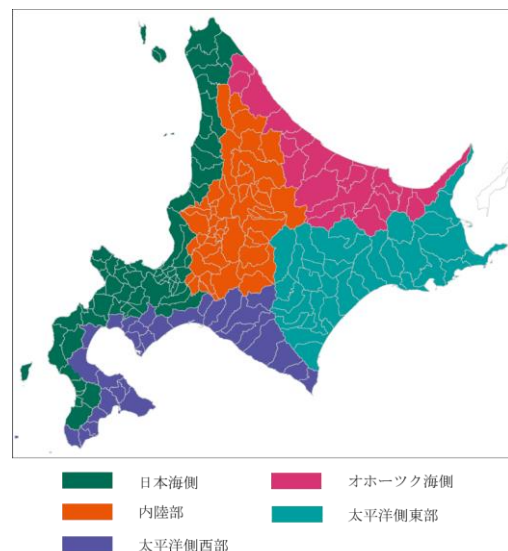 日本海側
オホーツク海側
内陸部
太平洋側東部
太平洋側西部